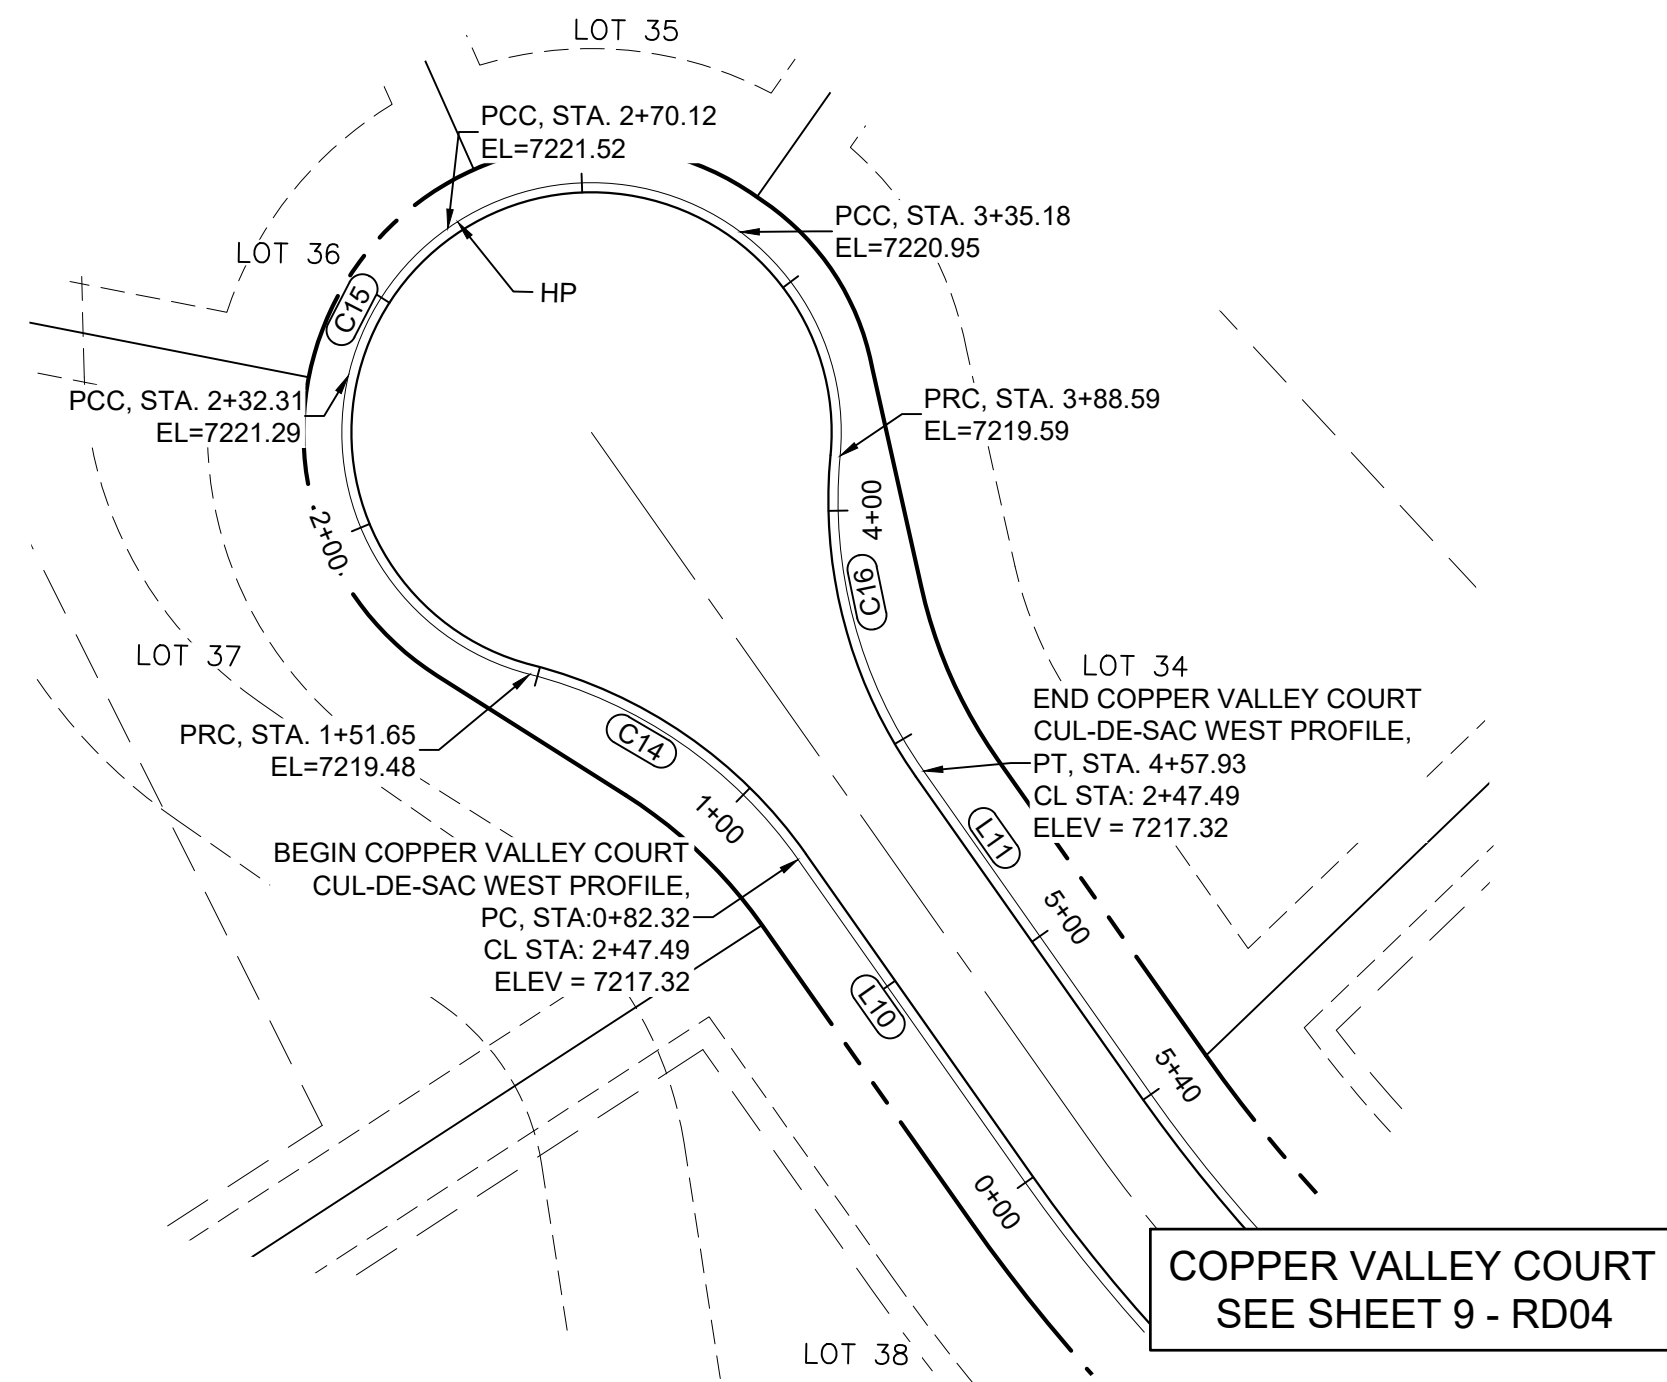 LOT 35
PCC, STA. 2+70.12
EL=7221.52
PCC, STA. 3+35.18
EL=7220.95
LOT 36
HP
C15
PCC, STA. 2+32.31
EL=7221.29
PRC, STA. 3+88.59
EL=7219.59
4+00
2+00
C16
LOT 37
LOT 34
END COPPER VALLEY COURT
CUL-DE-SAC WEST PROFILE,
PT, STA. 4+57.93
CL STA: 2+47.49
ELEV = 7217.32
PRC, STA. 1+51.65
EL=7219.48
C14
1+00
L11
BEGIN COPPER VALLEY COURT
CUL-DE-SAC WEST PROFILE,
PC, STA:0+82.32
CL STA: 2+47.49
ELEV = 7217.32
5+00
L10
5+40
0+00
COPPER VALLEY COURT
SEE SHEET 9 - RD04
LOT 38